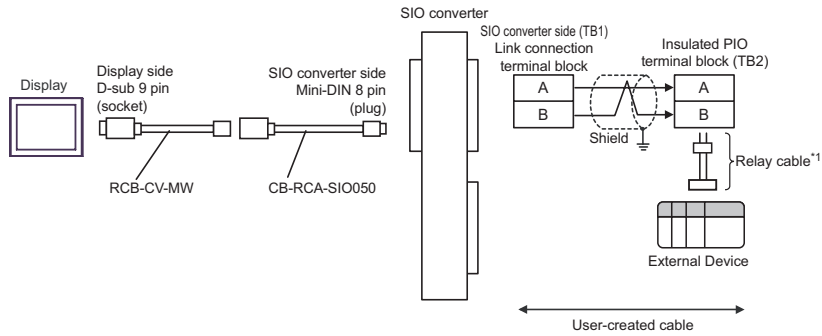 SIO converter
SIO converter side (TB1)
Link connection
terminal block
Insulated PIO
terminal block (TB2)
Display
Display side
D-sub 9 pin
(socket)
SIO converter side
Mini-DIN 8 pin
(plug)
A
B
A
B
Shield
Relay cable*1
RCB-CV-MW
CB-RCA-SIO050
External Device
User-created cable